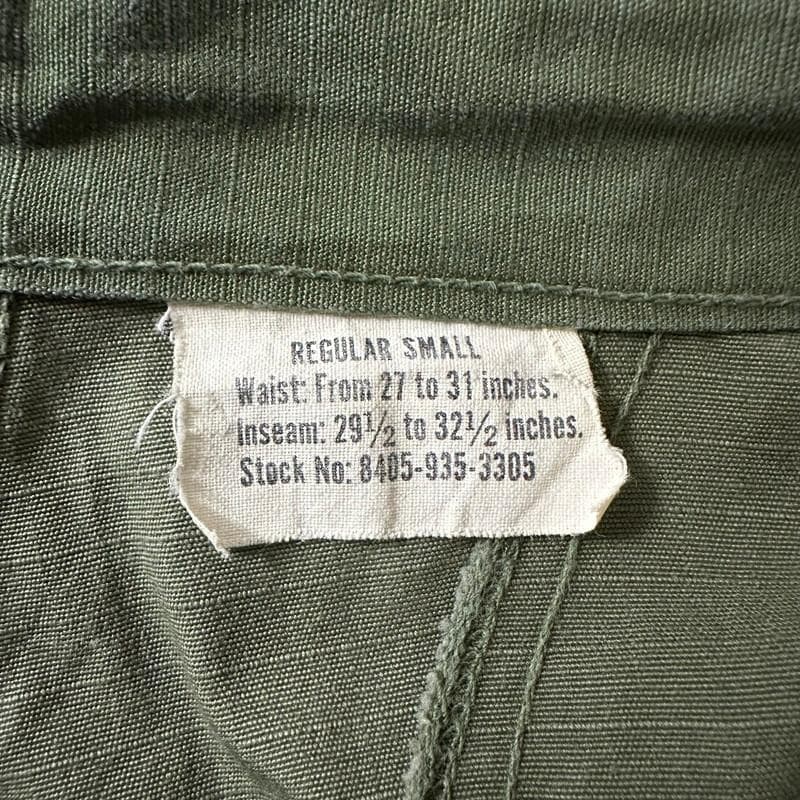 REGULAR SMALL
Waist: From 27 to 31 inches.
Inseam: 29½ to 32½ inches.
Stock No: 8405-935-3305